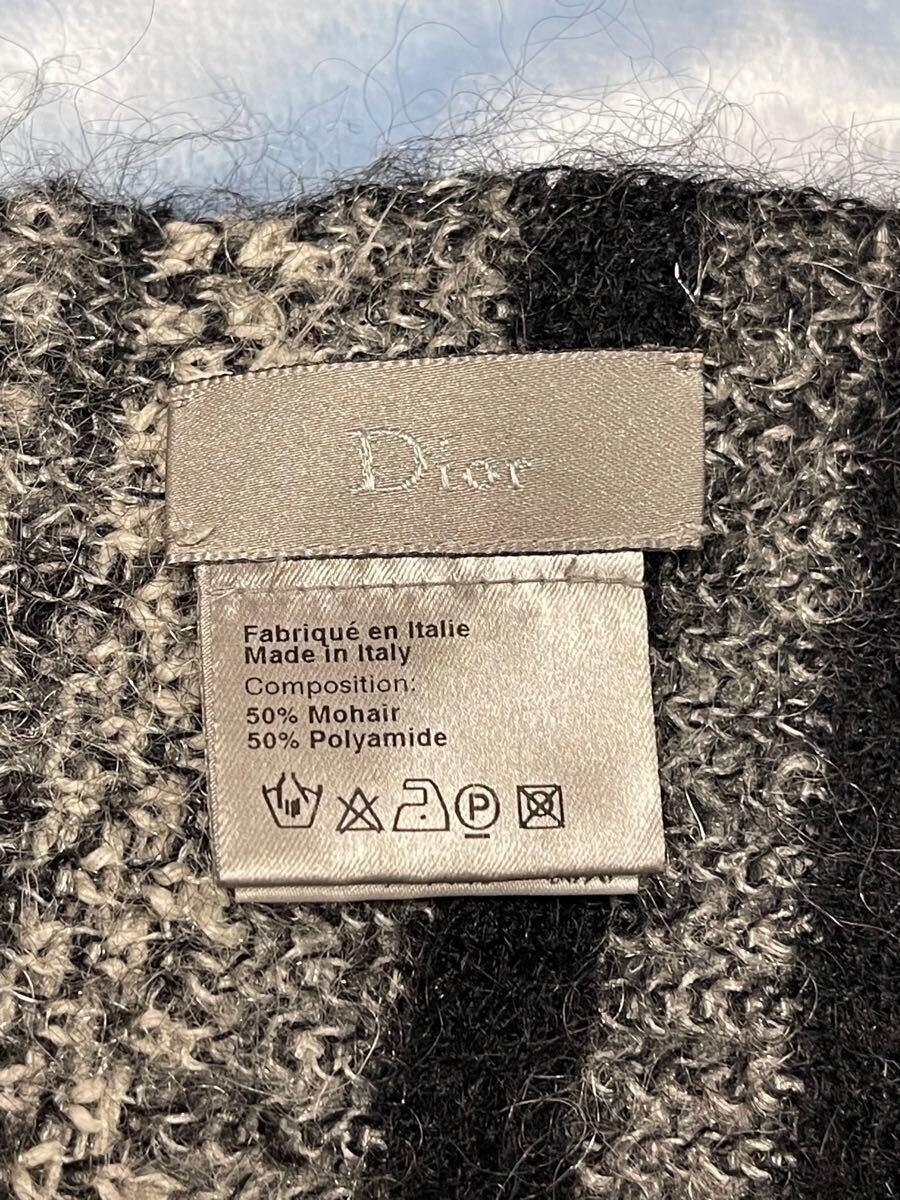 Dior
Fabriqué en Italie
Made in Italy
Composition:
50% Mohair
50% Polyamide
P